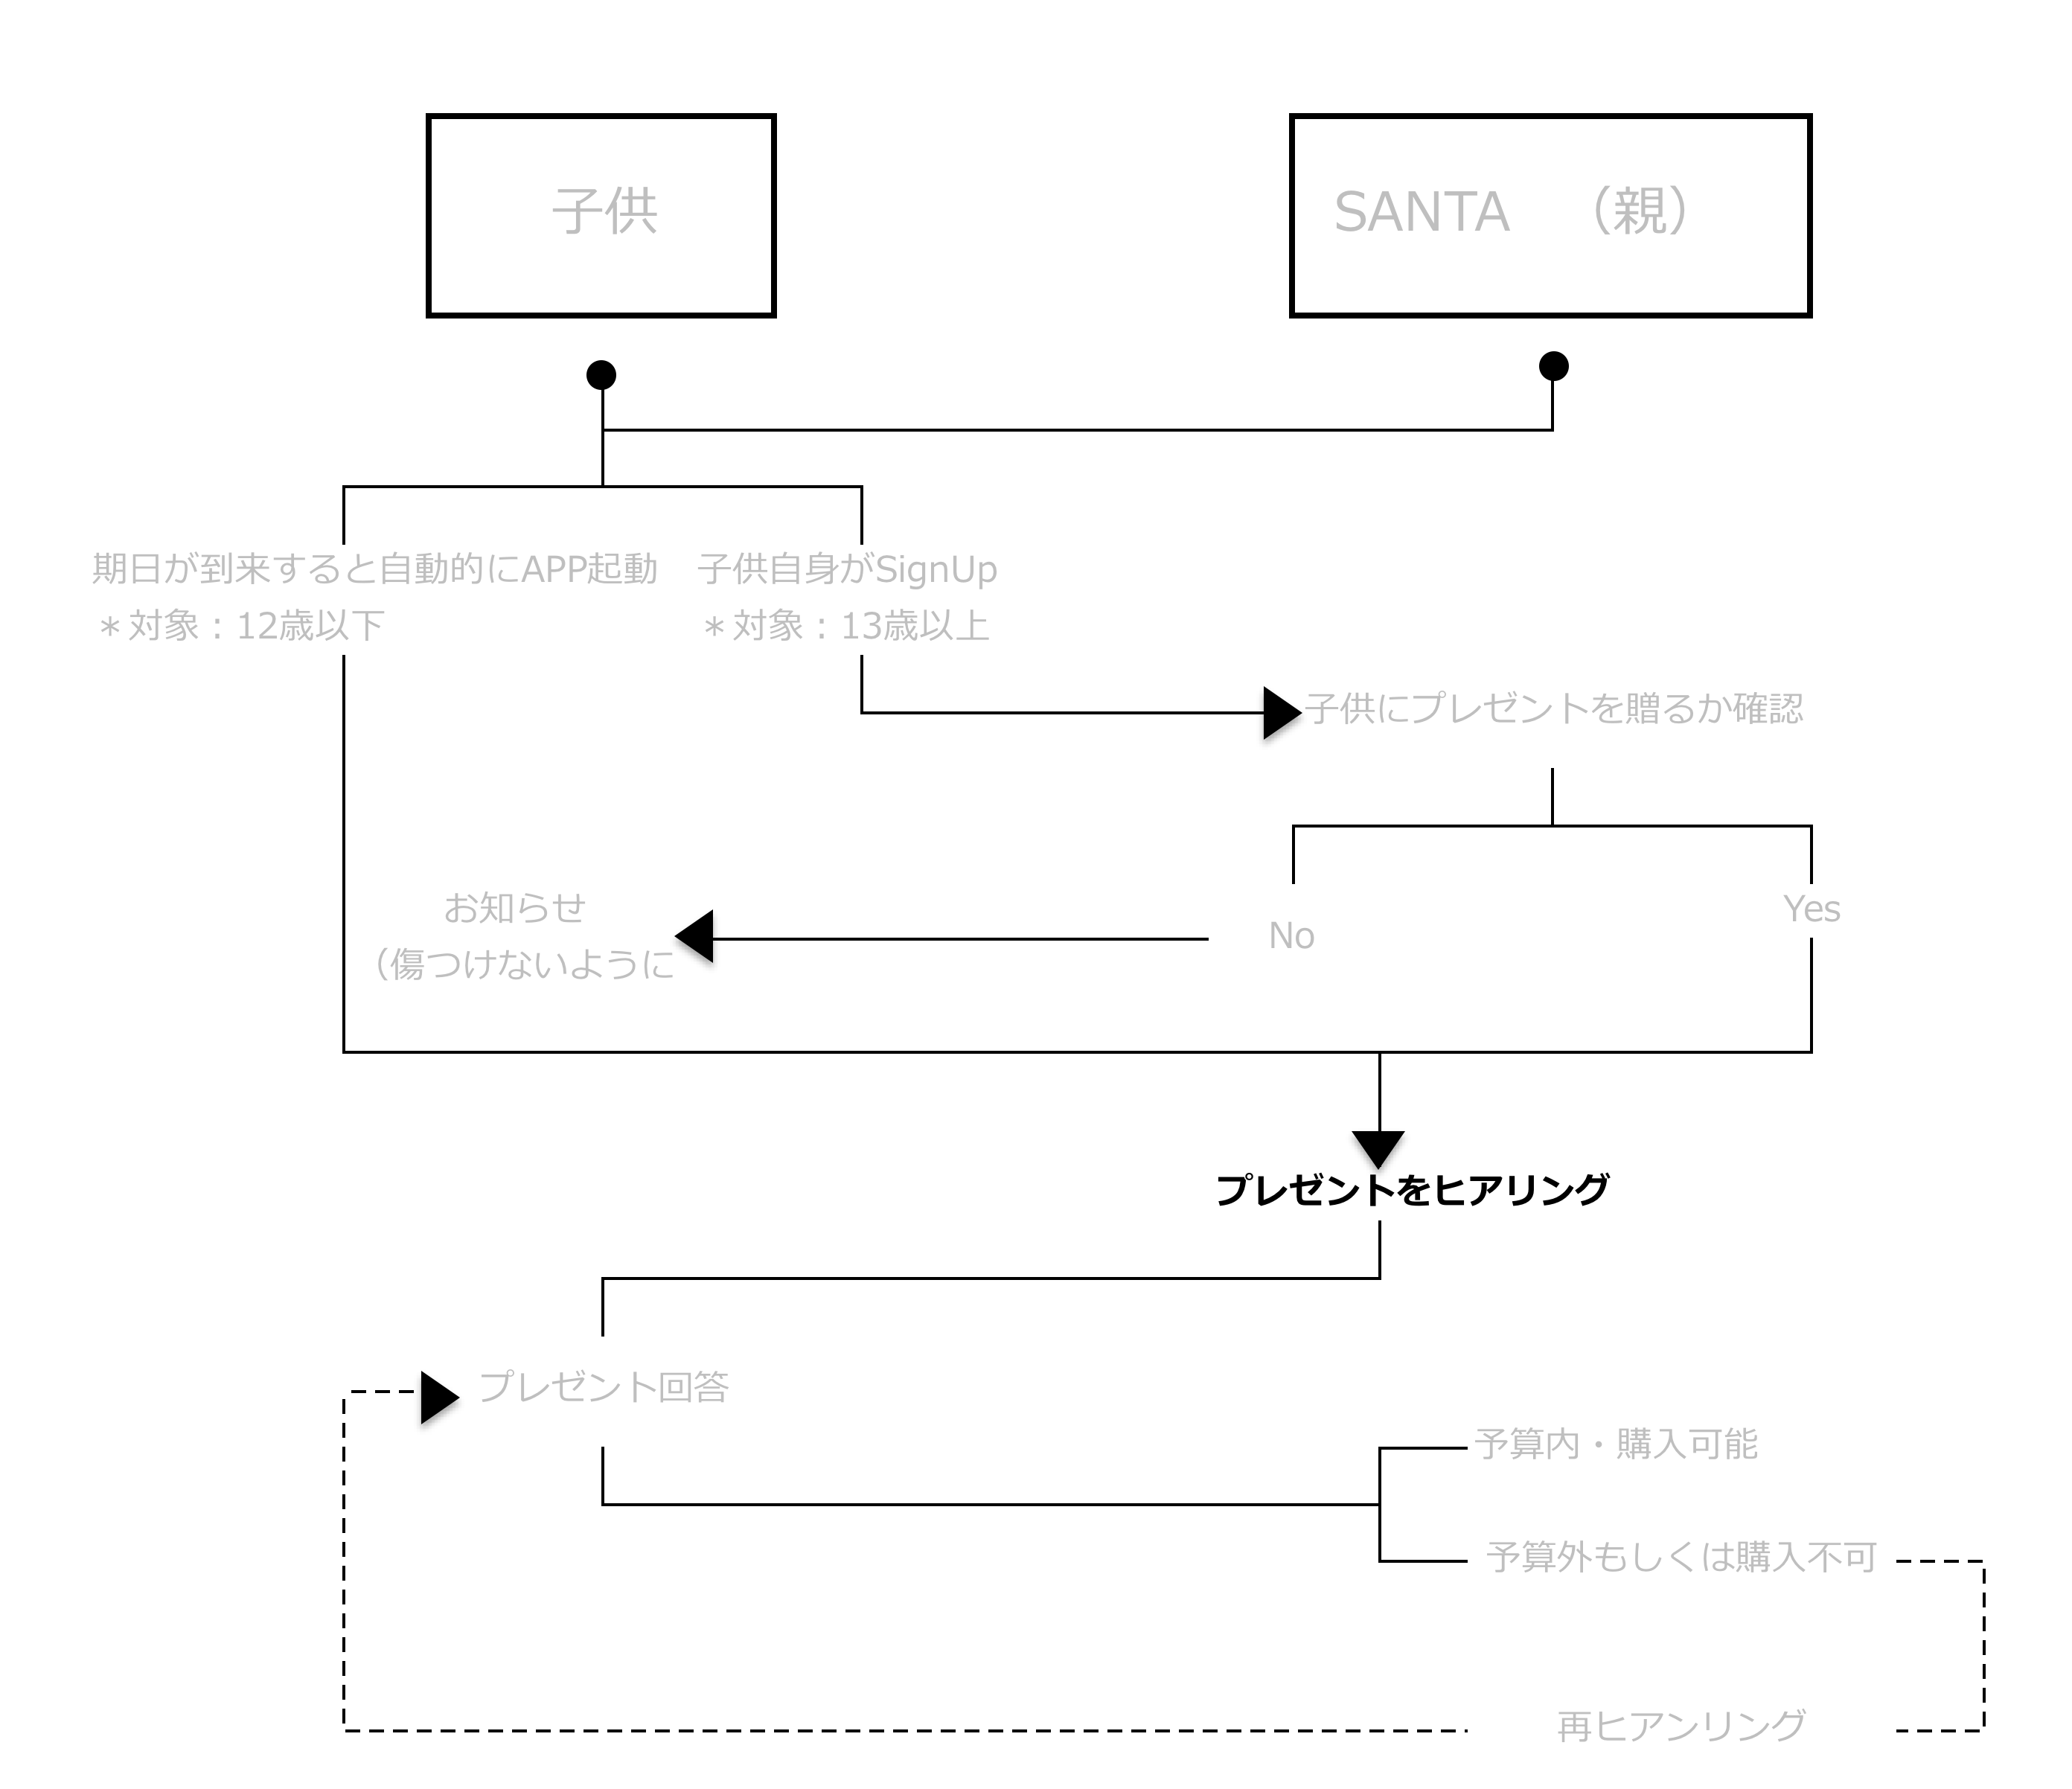 子供
SANTA　（親）
期日が到来すると自動的にAPP起動
＊対象：12歳以下
子供自身がSignUp
＊対象：13歳以上
子供にプレゼントを贈るか確認
お知らせ
（傷つけないように
No
Yes
プレゼントをヒアリング
プレゼント回答
予算内・購入可能
予算外もしくは購入不可
再ヒアンリング